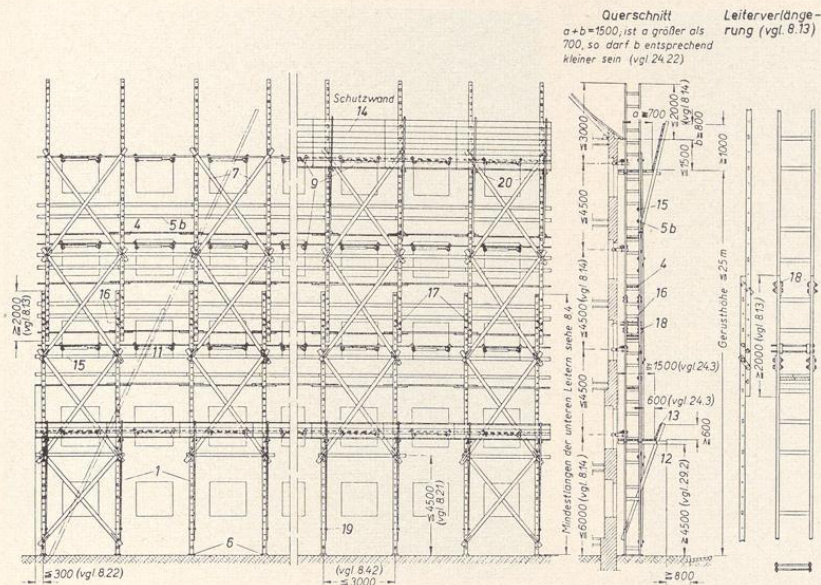 Querschnitt
a+b=1500; ist a größer als
700, so darf b entsprechend
kleiner sein (vgl 24.22)
Leiterverlänge-
rung (vgl. 8.13)
Schutzwand
14
7
9
20
4
5b
16
17
15
11
1
6
19
≧2000
(vgl. 8.13)
≦4500
(vgl 8.21)
≦300 (vgl 8.22)
(vgl. 8.42)
≦3000
Mindestlängen der unteren Leitern siehe 8.4
≦3000
≦4500
≦4500 (vgl 8.14)
≦4500
≦6000 (vgl. 8.14)
≦2000
(vgl 8.14)
b≧800
≦1500
≧1000
15
5b
4
16
18
Gerusthöhe ≦25m
1500 (vgl 24.3)
600 (vgl 24.3)
13
≧600
12
≧4500 (vgl. 29.2)
≧800
18
≧2000 (vgl. 8.13)